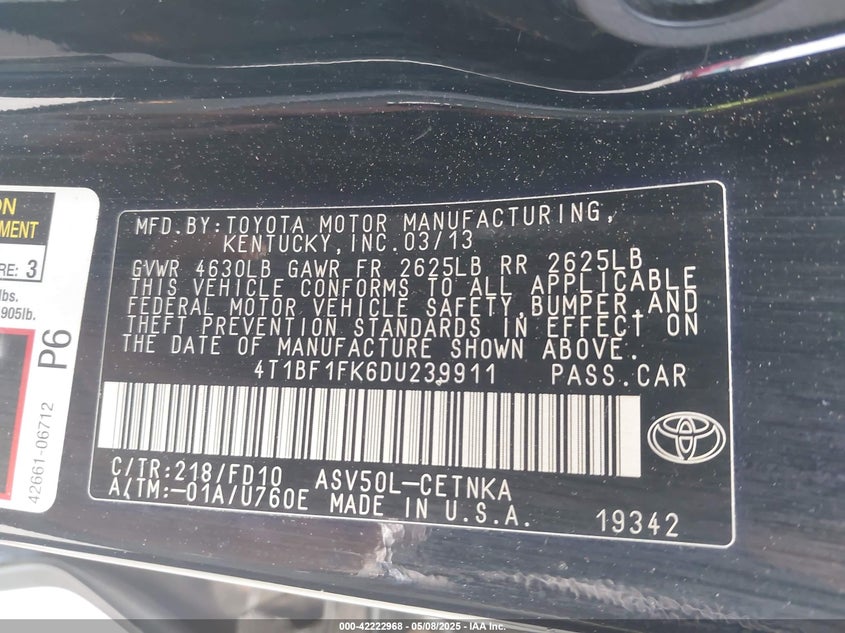 ON
EMENT
RE: 3
lbs.
905lb.
P6
42661-06712
MFD.BY:TOYOTA MOTOR MANUFACTURING,
KENTUCKY,INC.03/13
GVWR 4630LB GAWR FR 2625LB RR 2625LB
THIS VEHICLE CONFORMS TO ALL APPLICABLE
FEDERAL MOTOR VEHICLE SAFETY,BUMPER,AND
THEFT PREVENTION STANDARDS IN EFFECT ON
THE DATE OF MANUFACTURE SHOWN ABOVE.
4T1BF1FK6DU239911 PASS.CAR
C/TR:218/FD10 ASV50L-CETNKA
A/TM:-01A/U760E MADE IN U.S.A. 19342
000-42222968 - 05/08/2025 - IAA Inc.